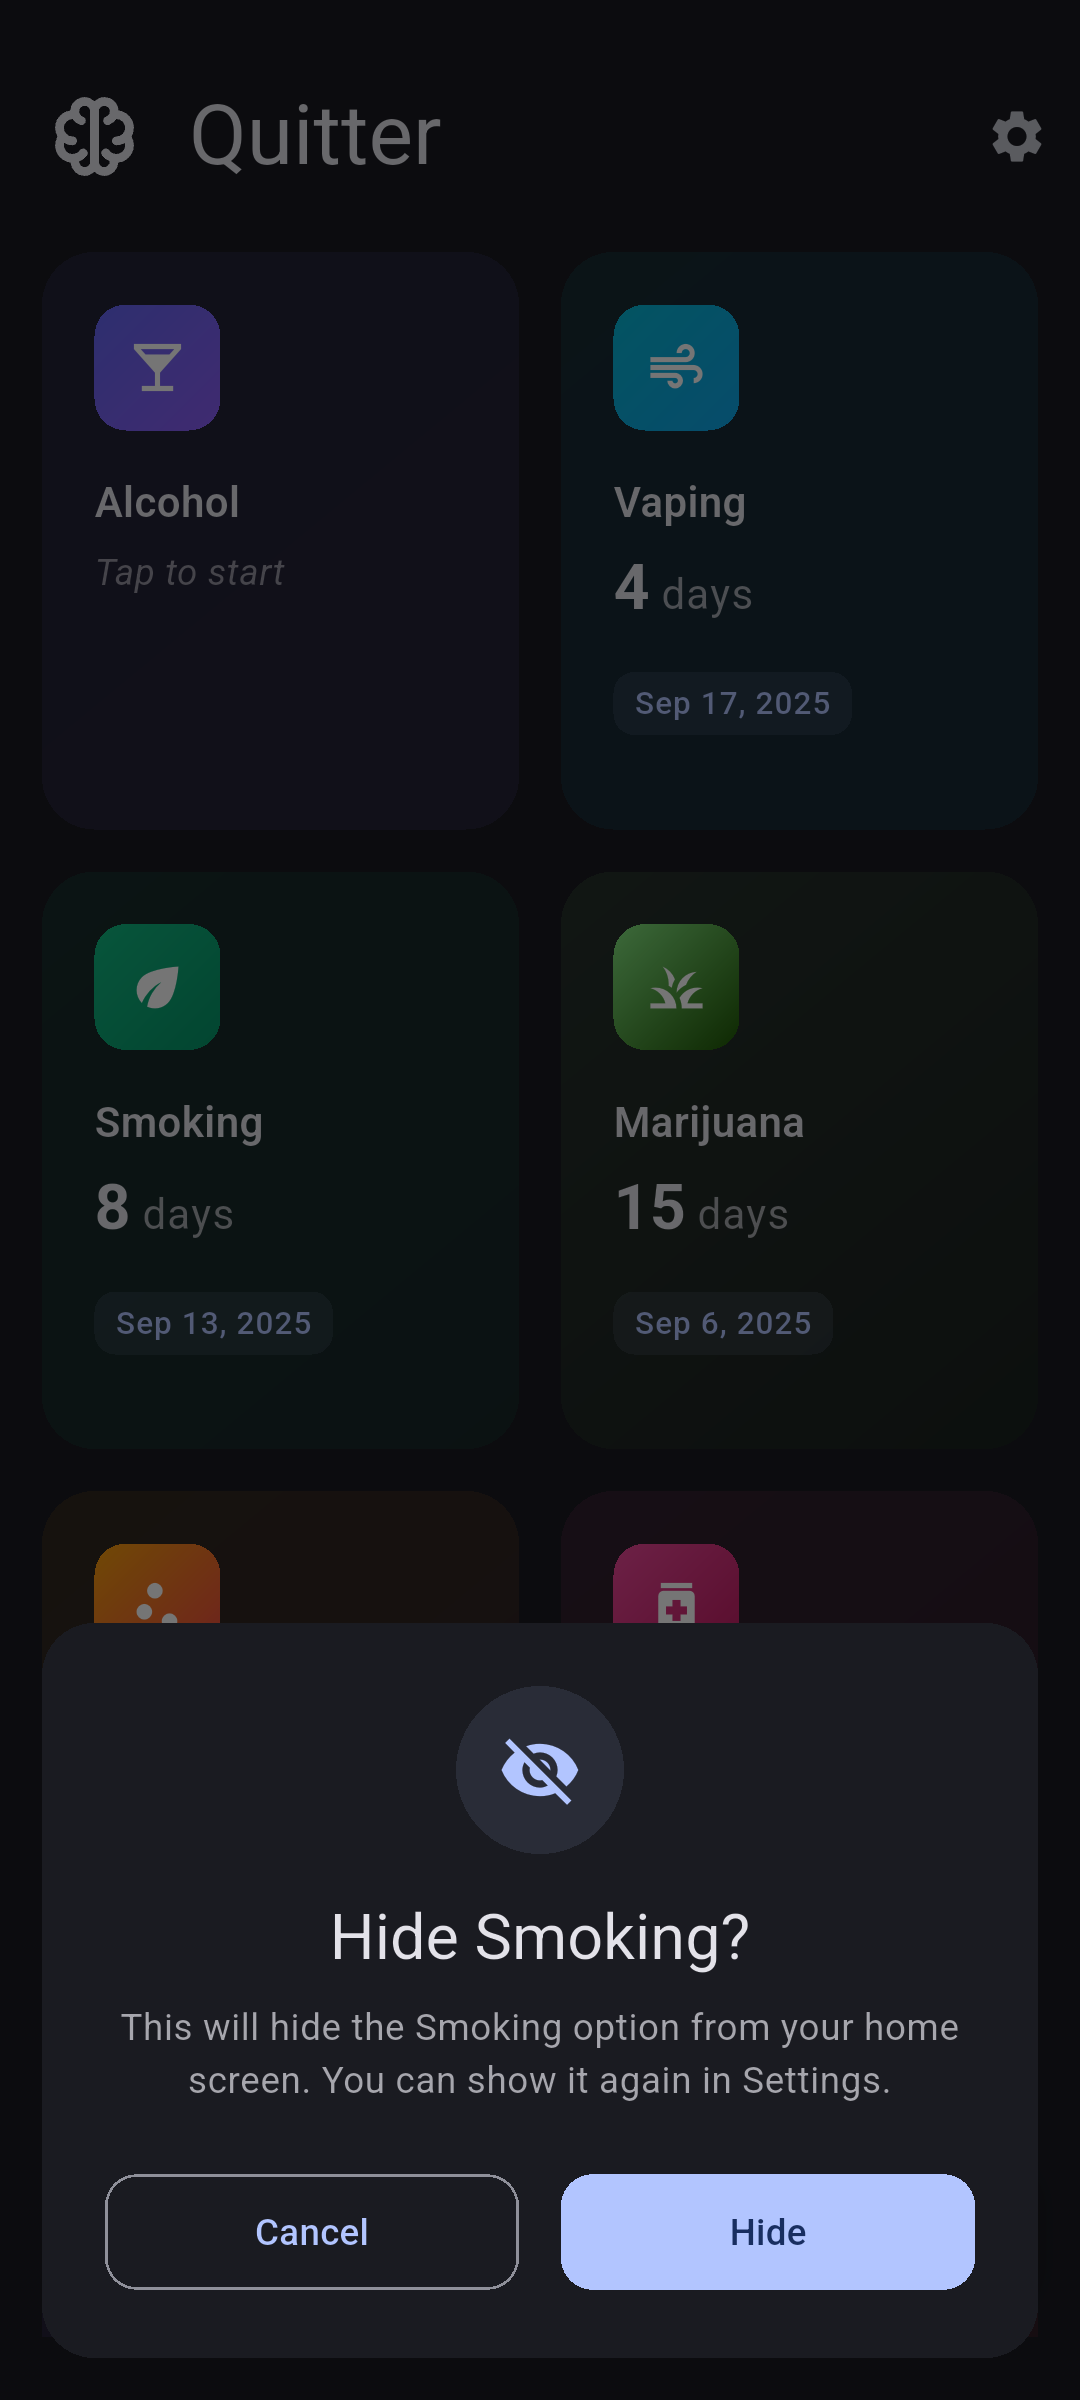 Quitter
Alcohol
Tap to start
Vaping
4 days
Sep 17, 2025
Smoking
8 days
Sep 13, 2025
Marijuana
15 days
Sep 6, 2025
Hide Smoking?
This will hide the Smoking option from your home
screen. You can show it again in Settings.
Cancel
Hide